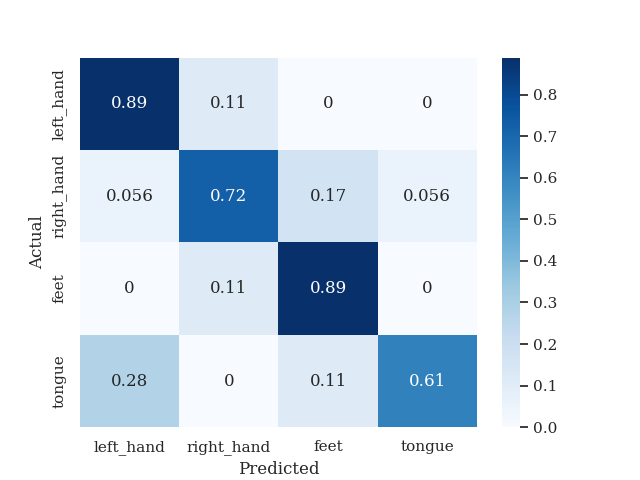 Actual
left_hand 0.89 0.11 0 0
right_hand 0.056 0.72 0.17 0.056
feet 0 0.11 0.89 0
tongue 0.28 0 0.11 0.61
left_hand right_hand feet tongue
Predicted
0.8
0.7
0.6
0.5
0.4
0.3
0.2
0.1
0.0